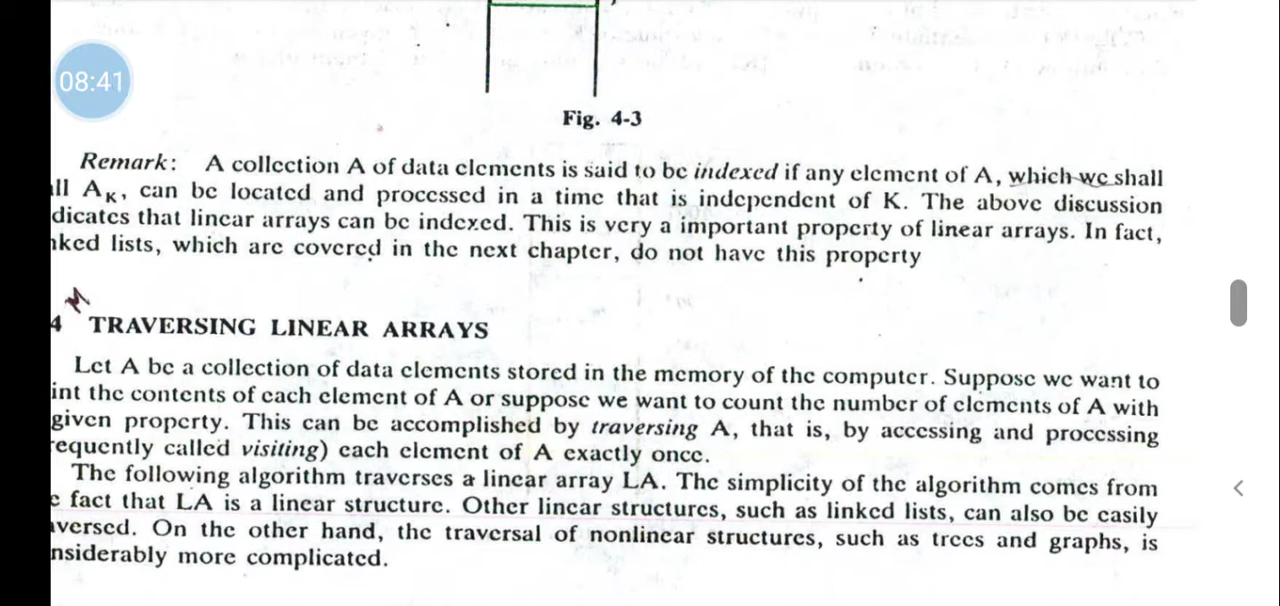 08:41
Fig. 4-3
Remark: A collection A of data elements is said to be indexed if any element of A, which we shall
ll AK, can be located and processed in a time that is independent of K. The above discussion
dicates that linear arrays can be indexed. This is very a important property of linear arrays. In fact,
ked lists, which are covered in the next chapter, do not have this property
4 TRAVERSING LINEAR ARRAYS
Let A be a collection of data elements stored in the memory of the computer. Suppose we want to
int the contents of each element of A or suppose we want to count the number of elements of A with
given property. This can be accomplished by traversing A, that is, by accessing and processing
equently called visiting) each element of A exactly once.
The following algorithm traverses a linear array LA. The simplicity of the algorithm comes from
e fact that LA is a linear structure. Other linear structures, such as linked lists, can also be easily
versed. On the other hand, the traversal of nonlinear structures, such as trees and graphs, is
nsiderably more complicated.